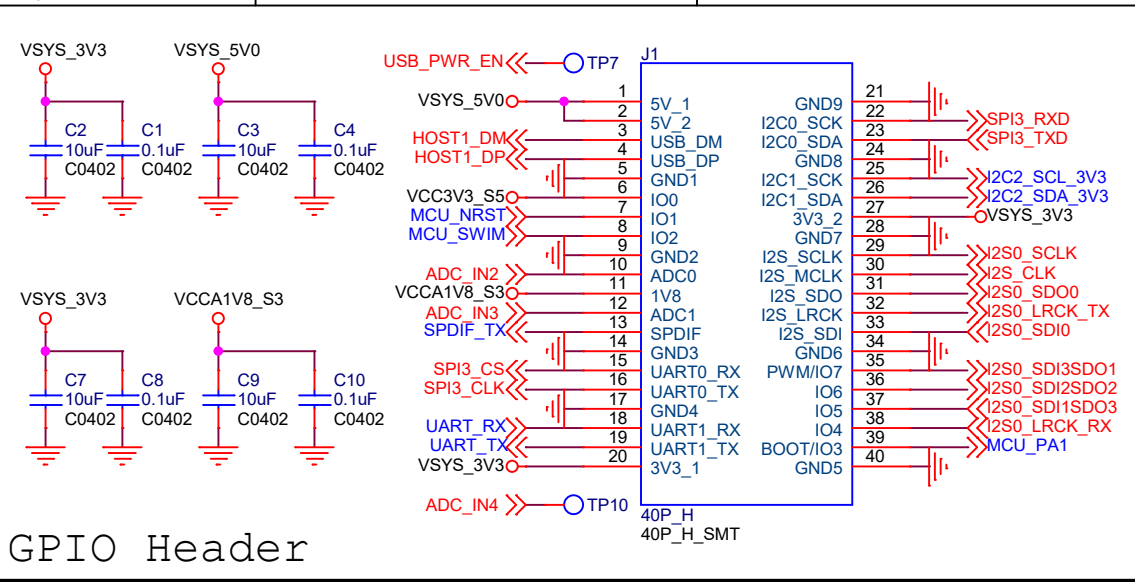 VSYS_3V3
VSYS_5V0
C2
10uF
C0402
C1
0.1uF
C0402
C3
10uF
C0402
C4
0.1uF
C0402
VSYS_3V3
VCCA1V8_S3
C7
10uF
C0402
C8
0.1uF
C0402
C9
10uF
C0402
C10
0.1uF
C0402
USB_PWR_EN TP7
J1
VSYS_5V0 1 5V_1
2 5V_2
HOST1_DM 3 USB_DM
HOST1_DP 4 USB_DP
5 GND1
VCC3V3_S5 6 IO0
MCU_NRST 7 IO1
MCU_SWIM 8 IO2
9 GND2
ADC_IN2 10 ADC0
VCCA1V8_S3 11 1V8
ADC_IN3 12 ADC1
SPDIF_TX 13 SPDIF
14 GND3
SPI3_CS 15 UART0_RX
SPI3_CLK 16 UART0_TX
17 GND4
UART_RX 18 UART1_RX
UART_TX 19 UART1_TX
VSYS_3V3 20 3V3_1
GND9 21
I2C0_SCK 22 SPI3_RXD
I2C0_SDA 23 SPI3_TXD
GND8 24
I2C1_SCK 25 I2C2_SCL_3V3
I2C1_SDA 26 I2C2_SDA_3V3
3V3_2 27 VSYS_3V3
GND7 28
I2S_SCLK 29 I2S0_SCLK
I2S_MCLK 30 I2S_CLK
I2S_SDO 31 I2S0_SDO0
I2S_LRCK 32 I2S0_LRCK_TX
I2S_SDI 33 I2S0_SDI0
GND6 34
PWM/IO7 35 I2S0_SDI3SDO1
IO6 36 I2S0_SDI2SDO2
IO5 37 I2S0_SDI1SDO3
IO4 38 I2S0_LRCK_RX
BOOT/IO3 39 MCU_PA1
GND5 40
ADC_IN4 TP10
40P_H
40P_H_SMT
GPIO Header